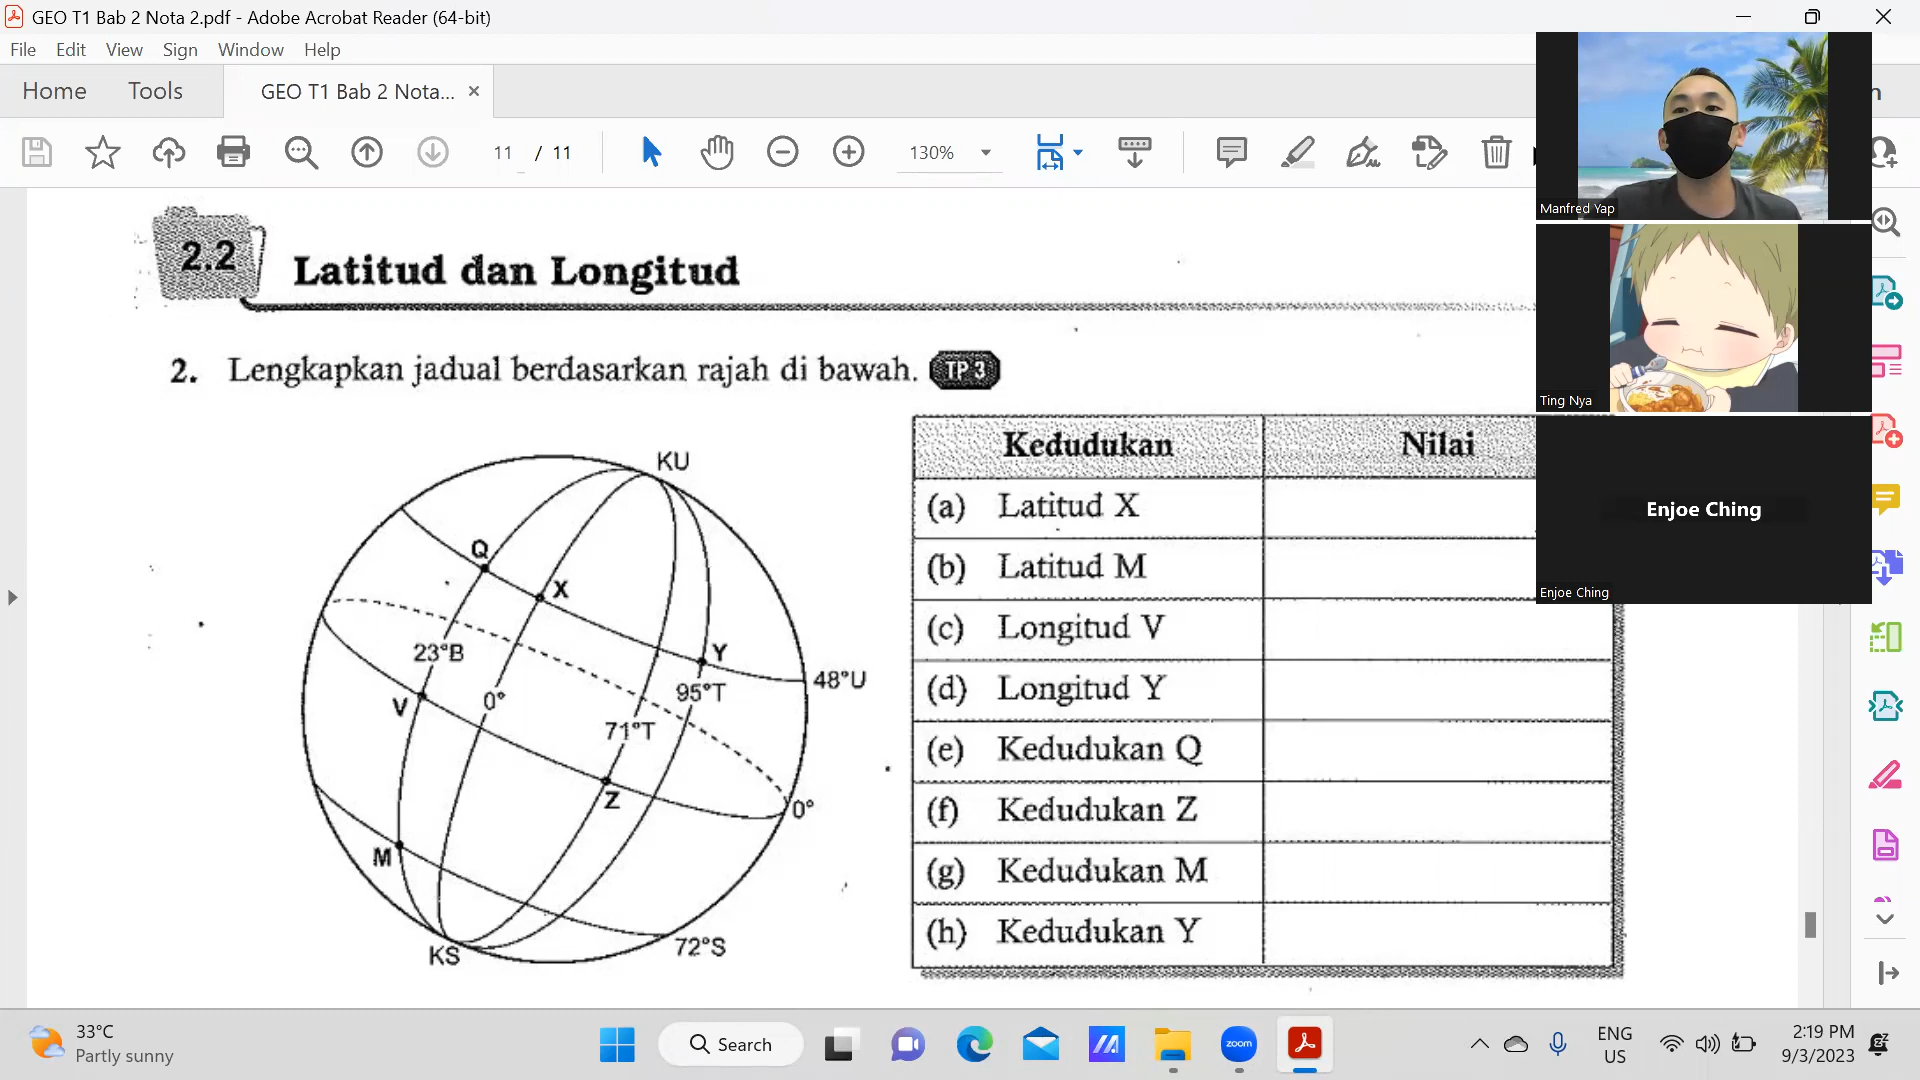 GEO T1 Bab 2 Nota 2.pdf - Adobe Acrobat Reader (64-bit)
File Edit View Sign Window Help
Home Tools GEO T1 Bab 2 Nota... ×
11 / 11 130%
Manfred Yap
Ting Nya
Enjoe Ching
Enjoe Ching
2.2 Latitud dan Longitud
2. Lengkapkan jadual berdasarkan rajah di bawah. TP3
KU
Q
X
23°B
Y
48°U
V
0°
95°T
71°T
Z
0°
M
KS
72°S
Kedudukan Nilai
(a) Latitud X
(b) Latitud M
(c) Longitud V
(d) Longitud Y
(e) Kedudukan Q
(f) Kedudukan Z
(g) Kedudukan M
(h) Kedudukan Y
33°C
Partly sunny
Search
zoom
ENG
US
2:19 PM
9/3/2023